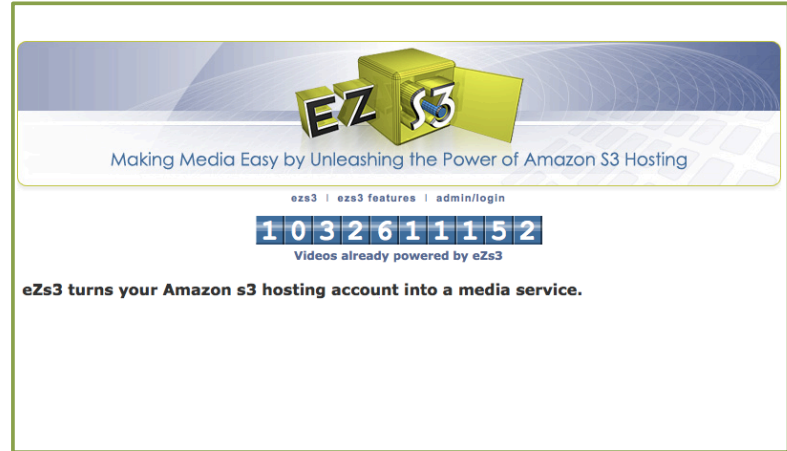 EZ S3
Making Media Easy by Unleashing the Power of Amazon S3 Hosting
ezs3 | ezs3 features | admin/login
1032611152
Videos already powered by eZs3
eZs3 turns your Amazon s3 hosting account into a media service.